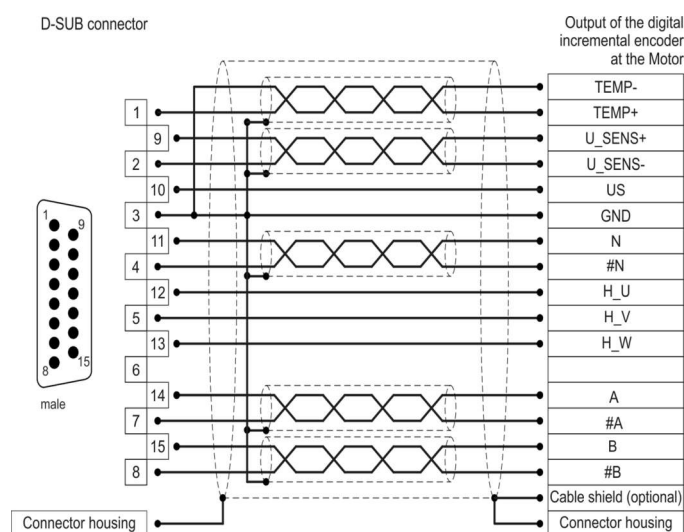 D-SUB connector
Output of the digital
incremental encoder
at the Motor
TEMP-
1
TEMP+
9
U_SENS+
2
U_SENS-
10
US
3
GND
11
N
4
#N
12
H_U
5
H_V
13
H_W
6
14
A
7
#A
15
B
8
#B
Cable shield (optional)
Connector housing
Connector housing
1
9
8
15
male